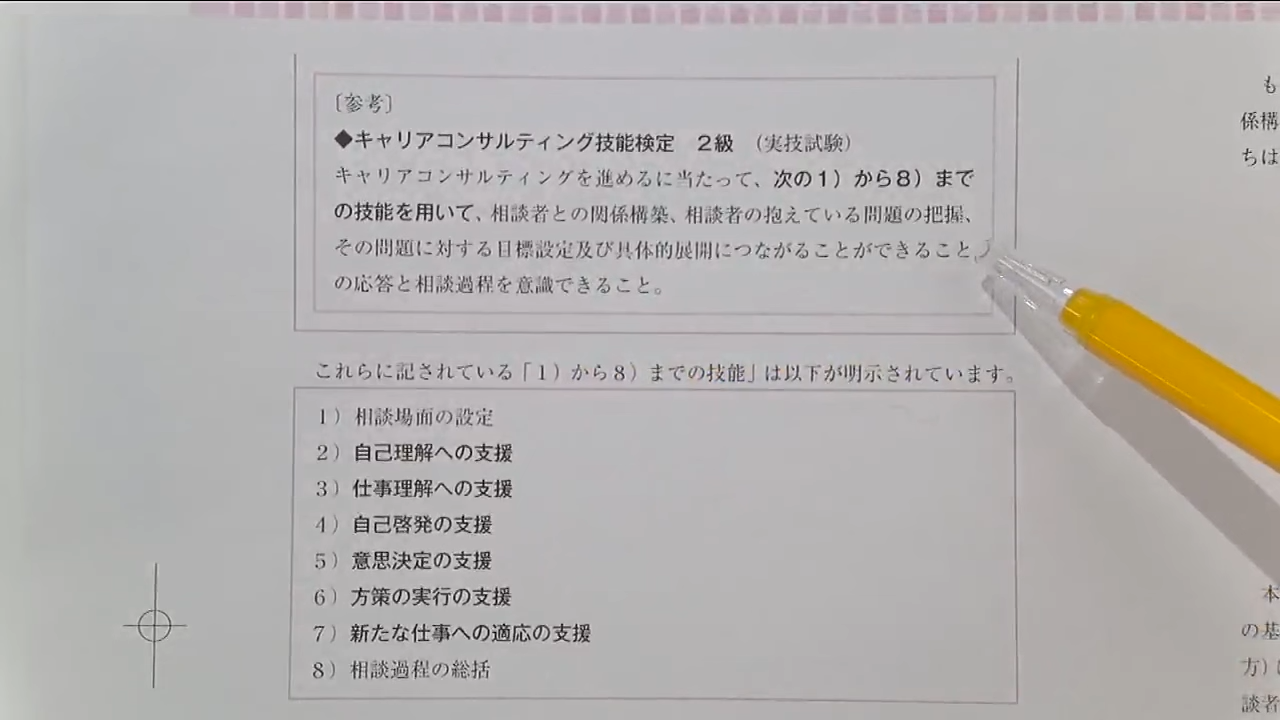 〔参考〕
◆キャリアコンサルティング技能検定 2級 (実技試験)
キャリアコンサルティングを進めるに当たって、次の1)から8)まで
の技能を用いて、相談者との関係構築、相談者の抱えている問題の把握、
その問題に対する目標設定及び具体的展開につながることができること
の応答と相談過程を意識できること。
これらに記されている「1)から8)までの技能」は以下が明示されています。
1)相談場面の設定
2)自己理解への支援
3)仕事理解への支援
4)自己啓発の支援
5)意思決定の支援
6)方策の実行の支援
7)新たな仕事への適応の支援
8)相談過程の総括
も
係構
ちは
本
の基
方)
談者